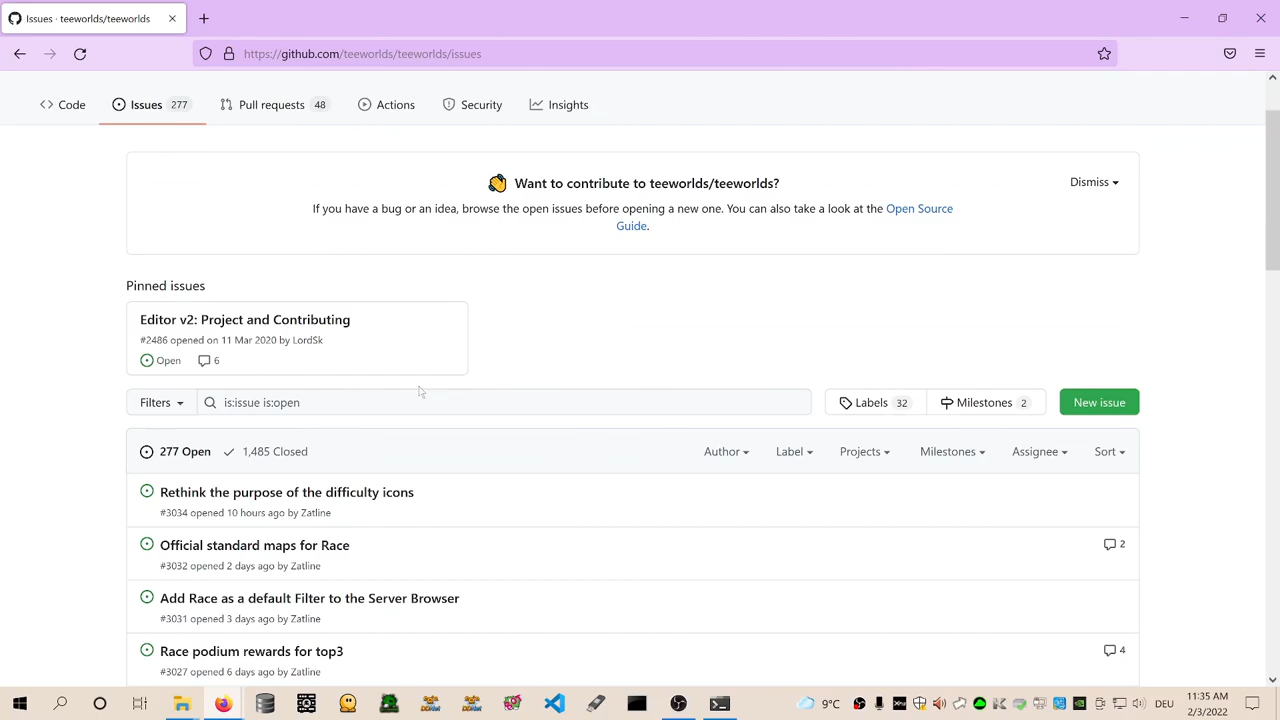 Issues · teeworlds/teeworlds
https://github.com/teeworlds/teeworlds/issues
Code
Issues 277
Pull requests 48
Actions
Security
Insights
Want to contribute to teeworlds/teeworlds?
Dismiss
If you have a bug or an idea, browse the open issues before opening a new one. You can also take a look at the Open Source
Guide.
Pinned issues
Editor v2: Project and Contributing
#2486 opened on 11 Mar 2020 by LordSk
Open 6
Filters
is:issue is:open
Labels 32
Milestones 2
New issue
277 Open 1,485 Closed
Author Label Projects Milestones Assignee Sort
Rethink the purpose of the difficulty icons
#3034 opened 10 hours ago by Zatline
Official standard maps for Race 2
#3032 opened 2 days ago by Zatline
Add Race as a default Filter to the Server Browser
#3031 opened 3 days ago by Zatline
Race podium rewards for top3 4
#3027 opened 6 days ago by Zatline
9°C
DEU
11:35 AM
2/3/2022